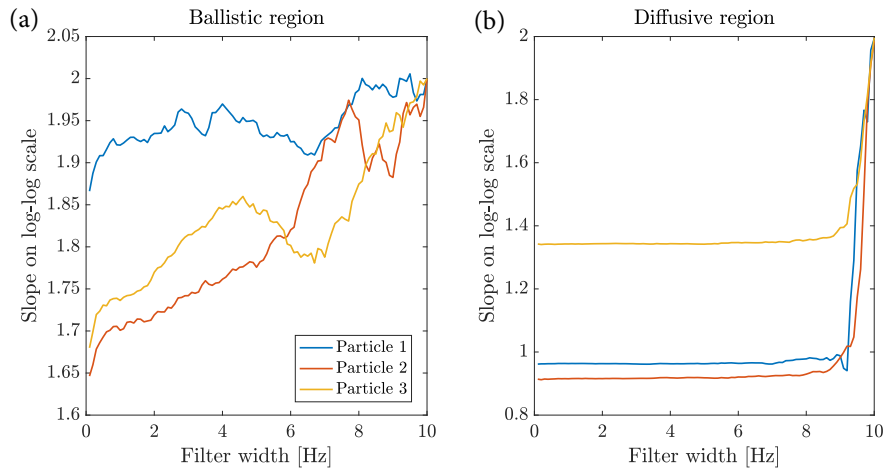 (a)
Ballistic region
2.05
2
1.95
1.9
1.85
1.8
1.75
1.7
1.65
1.6
Slope on log-log scale
0 2 4 6 8 10
Filter width [Hz]
Particle 1
Particle 2
Particle 3
(b)
Diffusive region
2
1.8
1.6
1.4
1.2
1
0.8
Slope on log-log scale
0 2 4 6 8 10
Filter width [Hz]